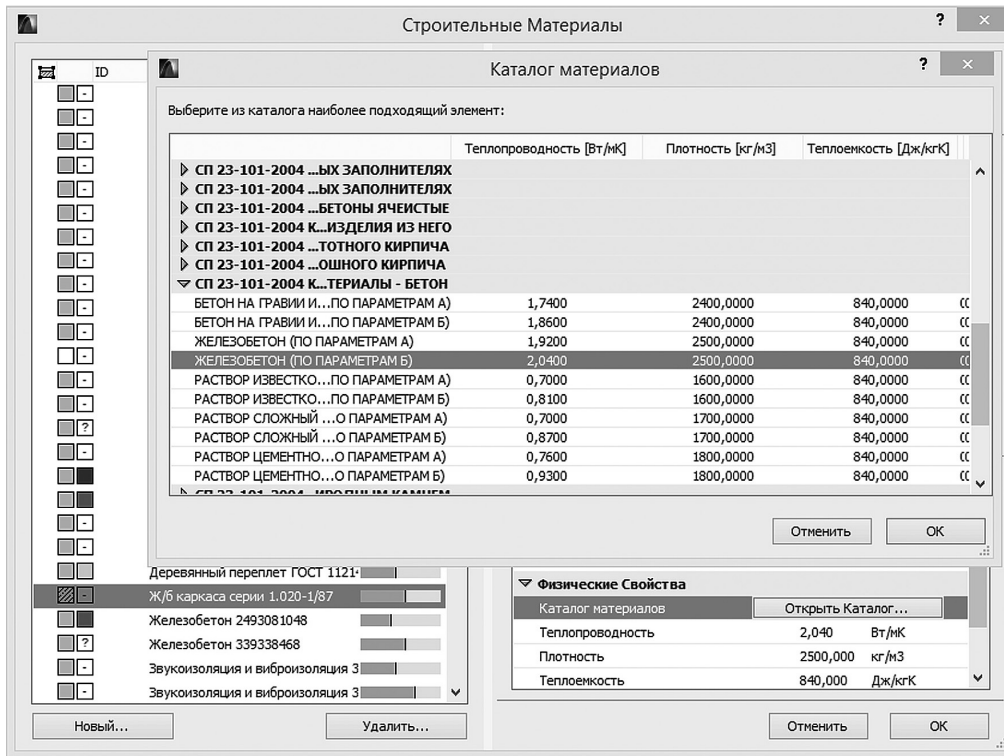 Строительные Материалы
?
×
ID
Каталог материалов
?
×
Выберите из каталога наиболее подходящий элемент:
Теплопроводность [Вт/мК] Плотность [кг/м3] Теплоемкость [Дж/кгК]
СП 23-101-2004 ...ЫХ ЗАПОЛНИТЕЛЯХ
СП 23-101-2004 ...ЫХ ЗАПОЛНИТЕЛЯХ
СП 23-101-2004 ...БЕТОНЫ ЯЧЕИСТЫЕ
СП 23-101-2004 К...ИЗДЕЛИЯ ИЗ НЕГО
СП 23-101-2004 ...ТОТНОГО КИРПИЧА
СП 23-101-2004 ...ОШНОГО КИРПИЧА
СП 23-101-2004 К...ТЕРИАЛЫ - БЕТОН
БЕТОН НА ГРАВИИ И...ПО ПАРАМЕТРАМ А) 1,7400 2400,0000 840,0000
БЕТОН НА ГРАВИИ И...ПО ПАРАМЕТРАМ Б) 1,8600 2400,0000 840,0000
ЖЕЛЕЗОБЕТОН (ПО ПАРАМЕТРАМ А) 1,9200 2500,0000 840,0000
ЖЕЛЕЗОБЕТОН (ПО ПАРАМЕТРАМ Б) 2,0400 2500,0000 840,0000
РАСТВОР ИЗВЕСТКО...ПО ПАРАМЕТРАМ А) 0,7000 1600,0000 840,0000
РАСТВОР ИЗВЕСТКО...ПО ПАРАМЕТРАМ Б) 0,8100 1600,0000 840,0000
РАСТВОР СЛОЖНЫЙ ...О ПАРАМЕТРАМ А) 0,7000 1700,0000 840,0000
РАСТВОР СЛОЖНЫЙ ...О ПАРАМЕТРАМ Б) 0,8700 1700,0000 840,0000
РАСТВОР ЦЕМЕНТНО...О ПАРАМЕТРАМ А) 0,7600 1800,0000 840,0000
РАСТВОР ЦЕМЕНТНО...О ПАРАМЕТРАМ Б) 0,9300 1800,0000 840,0000
СП 23-101-2004
Отменить OK
Деревянный переплет ГОСТ 1121
Ж/б каркаса серии 1.020-1/87
Железобетон 2493081048
Железобетон 339338468
Звукоизоляция и виброизоляция 3
Звукоизоляция и виброизоляция 3
Новый... Удалить...
Физические Свойства
Каталог материалов Открыть Каталог...
Теплопроводность 2,040 Вт/мК
Плотность 2500,000 кг/м3
Теплоемкость 840,000 Дж/кгК
Отменить OK